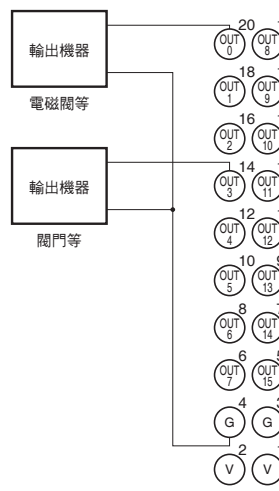 輸出機器
電磁閥等
輸出機器
閥門等
20
OUT 0
OUT 8
18
OUT 1
OUT 9
16
OUT 2
OUT 10
14
OUT 3
OUT 11
12
OUT 4
OUT 12
10
OUT 5
OUT 13
8
OUT 6
OUT 14
6
OUT 7
OUT 15
4
G
G
2
V
V